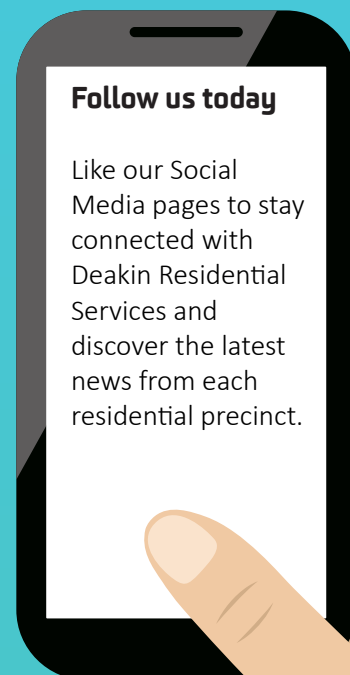 Follow us today
Like our Social
Media pages to stay
connected with
Deakin Residential
Services and
discover the latest
news from each
residential precinct.